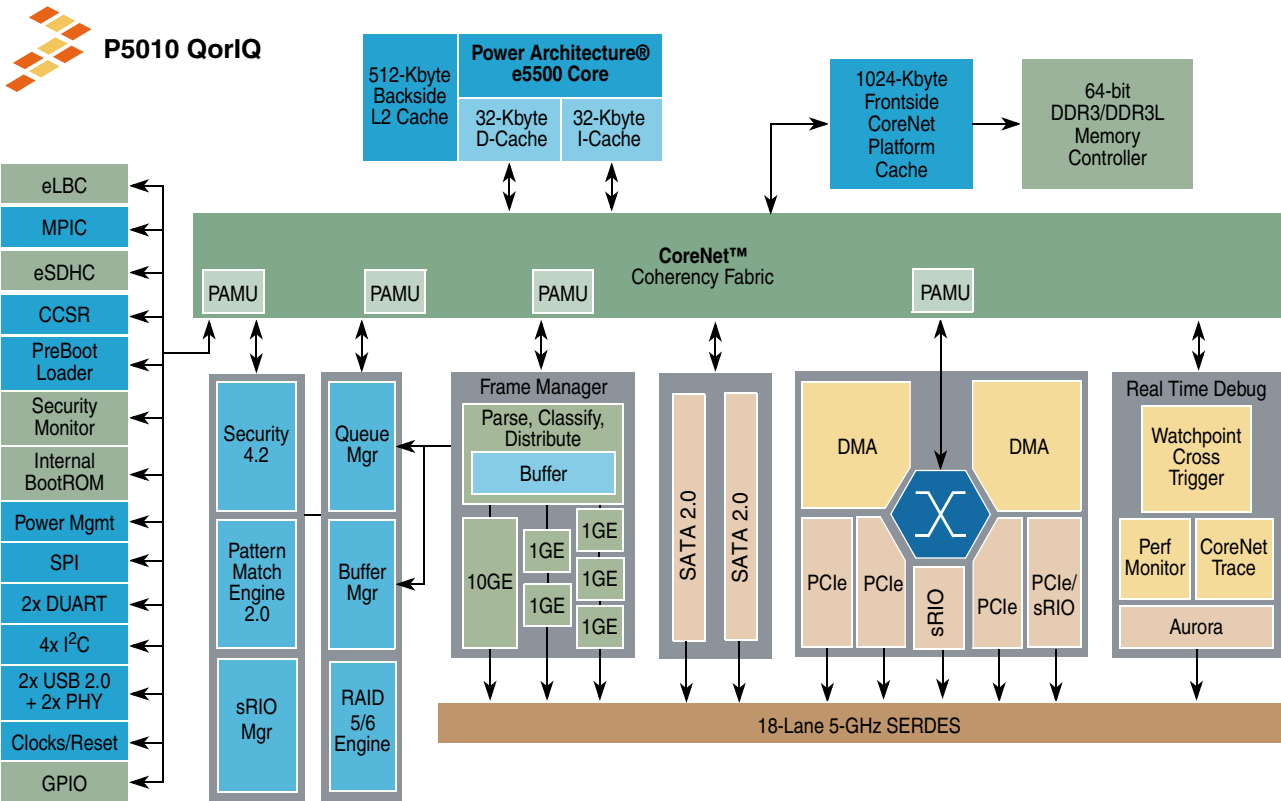 P5010 QorIQ
512-Kbyte
Backside
L2 Cache
Power Architecture®
e5500 Core
32-Kbyte
D-Cache
32-Kbyte
I-Cache
1024-Kbyte
Frontside
CoreNet
Platform
Cache
64-bit
DDR3/DDR3L
Memory
Controller
eLBC
MPIC
eSDHC
CCSR
PreBoot
Loader
Security
Monitor
Internal
BootROM
Power Mgmt
SPI
2x DUART
4x I²C
2x USB 2.0
+ 2x PHY
Clocks/Reset
GPIO
CoreNet™
Coherency Fabric
PAMU
PAMU
PAMU
PAMU
Security
4.2
Pattern
Match
Engine
2.0
sRIO
Mgr
Queue
Mgr
Buffer
Mgr
RAID
5/6
Engine
Frame Manager
Parse, Classify,
Distribute
Buffer
10GE
1GE
1GE
1GE
1GE
1GE
SATA 2.0
SATA 2.0
DMA
DMA
PCIe
PCIe
sRIO
PCIe
PCIe/
sRIO
Real Time Debug
Watchpoint
Cross
Trigger
Perf
Monitor
CoreNet
Trace
Aurora
18-Lane 5-GHz SERDES